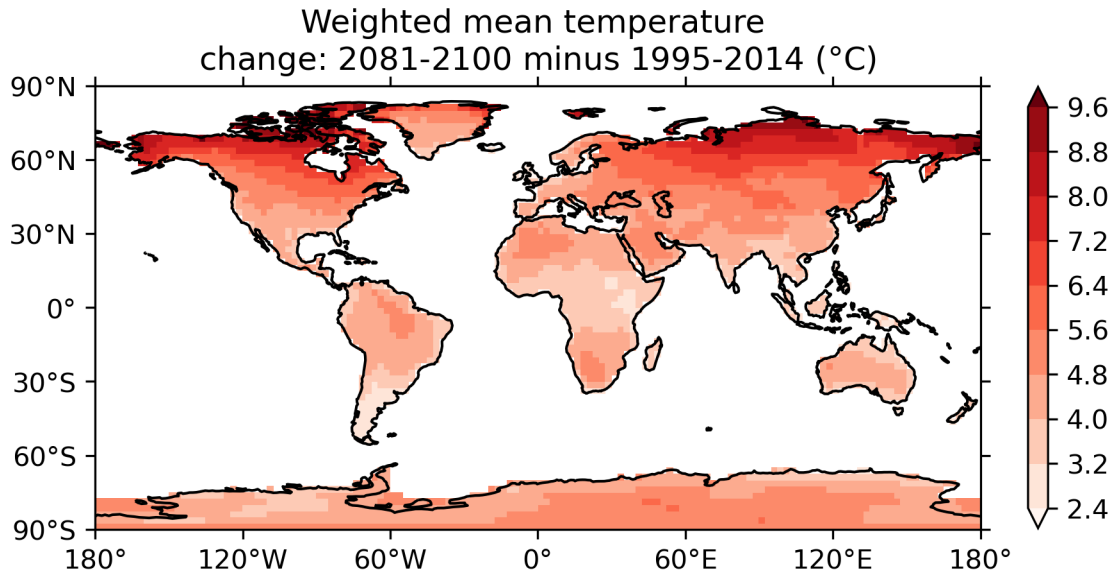 Weighted mean temperature
change: 2081-2100 minus 1995-2014 (°C)
90°N
60°N
30°N
0°
30°S
60°S
90°S
180°
120°W
60°W
0°
60°E
120°E
180°
9.6
8.8
8.0
7.2
6.4
5.6
4.8
4.0
3.2
2.4